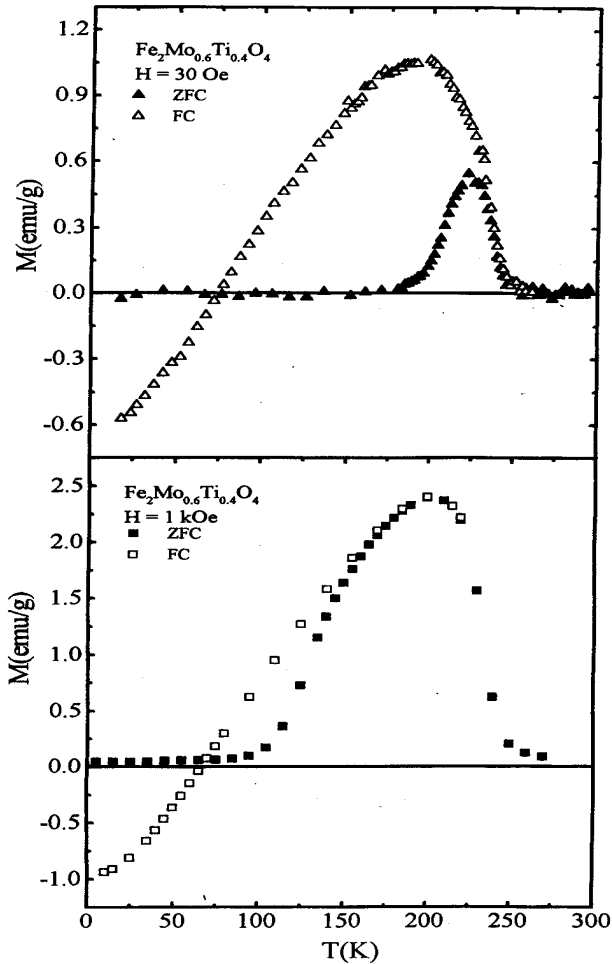 1.2
Fe2Mo0.6Ti0.4O4
H = 30 Oe
▲ ZFC
△ FC
0.9
0.6
0.3
0.0
-0.3
-0.6
M(emu/g)
2.5
Fe2Mo0.6Ti0.4O4
H = 1 kOe
■ ZFC
□ FC
2.0
1.5
1.0
0.5
0.0
-0.5
-1.0
M(emu/g)
0 50 100 150 200 250 300
T(K)